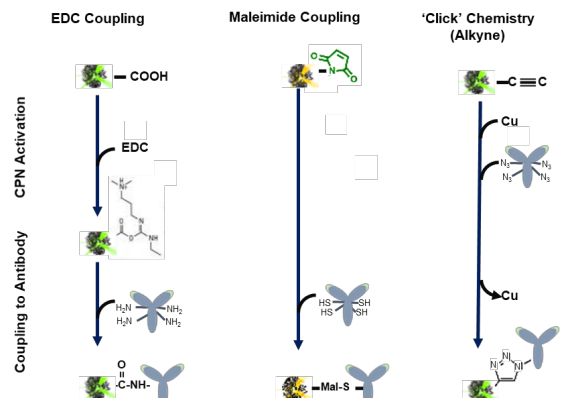 EDC Coupling
Maleimide Coupling
'Click' Chemistry
(Alkyne)
COOH
O
N
O
C≡C
CPN Activation
EDC
Cu
N3
N3
N3
N3
H
N
N
O
O
NH
Coupling to Antibody
H2N
NH2
H2N
NH2
HS
SH
HS
SH
Cu
O
C-NH-
Mal-S
N
N
N